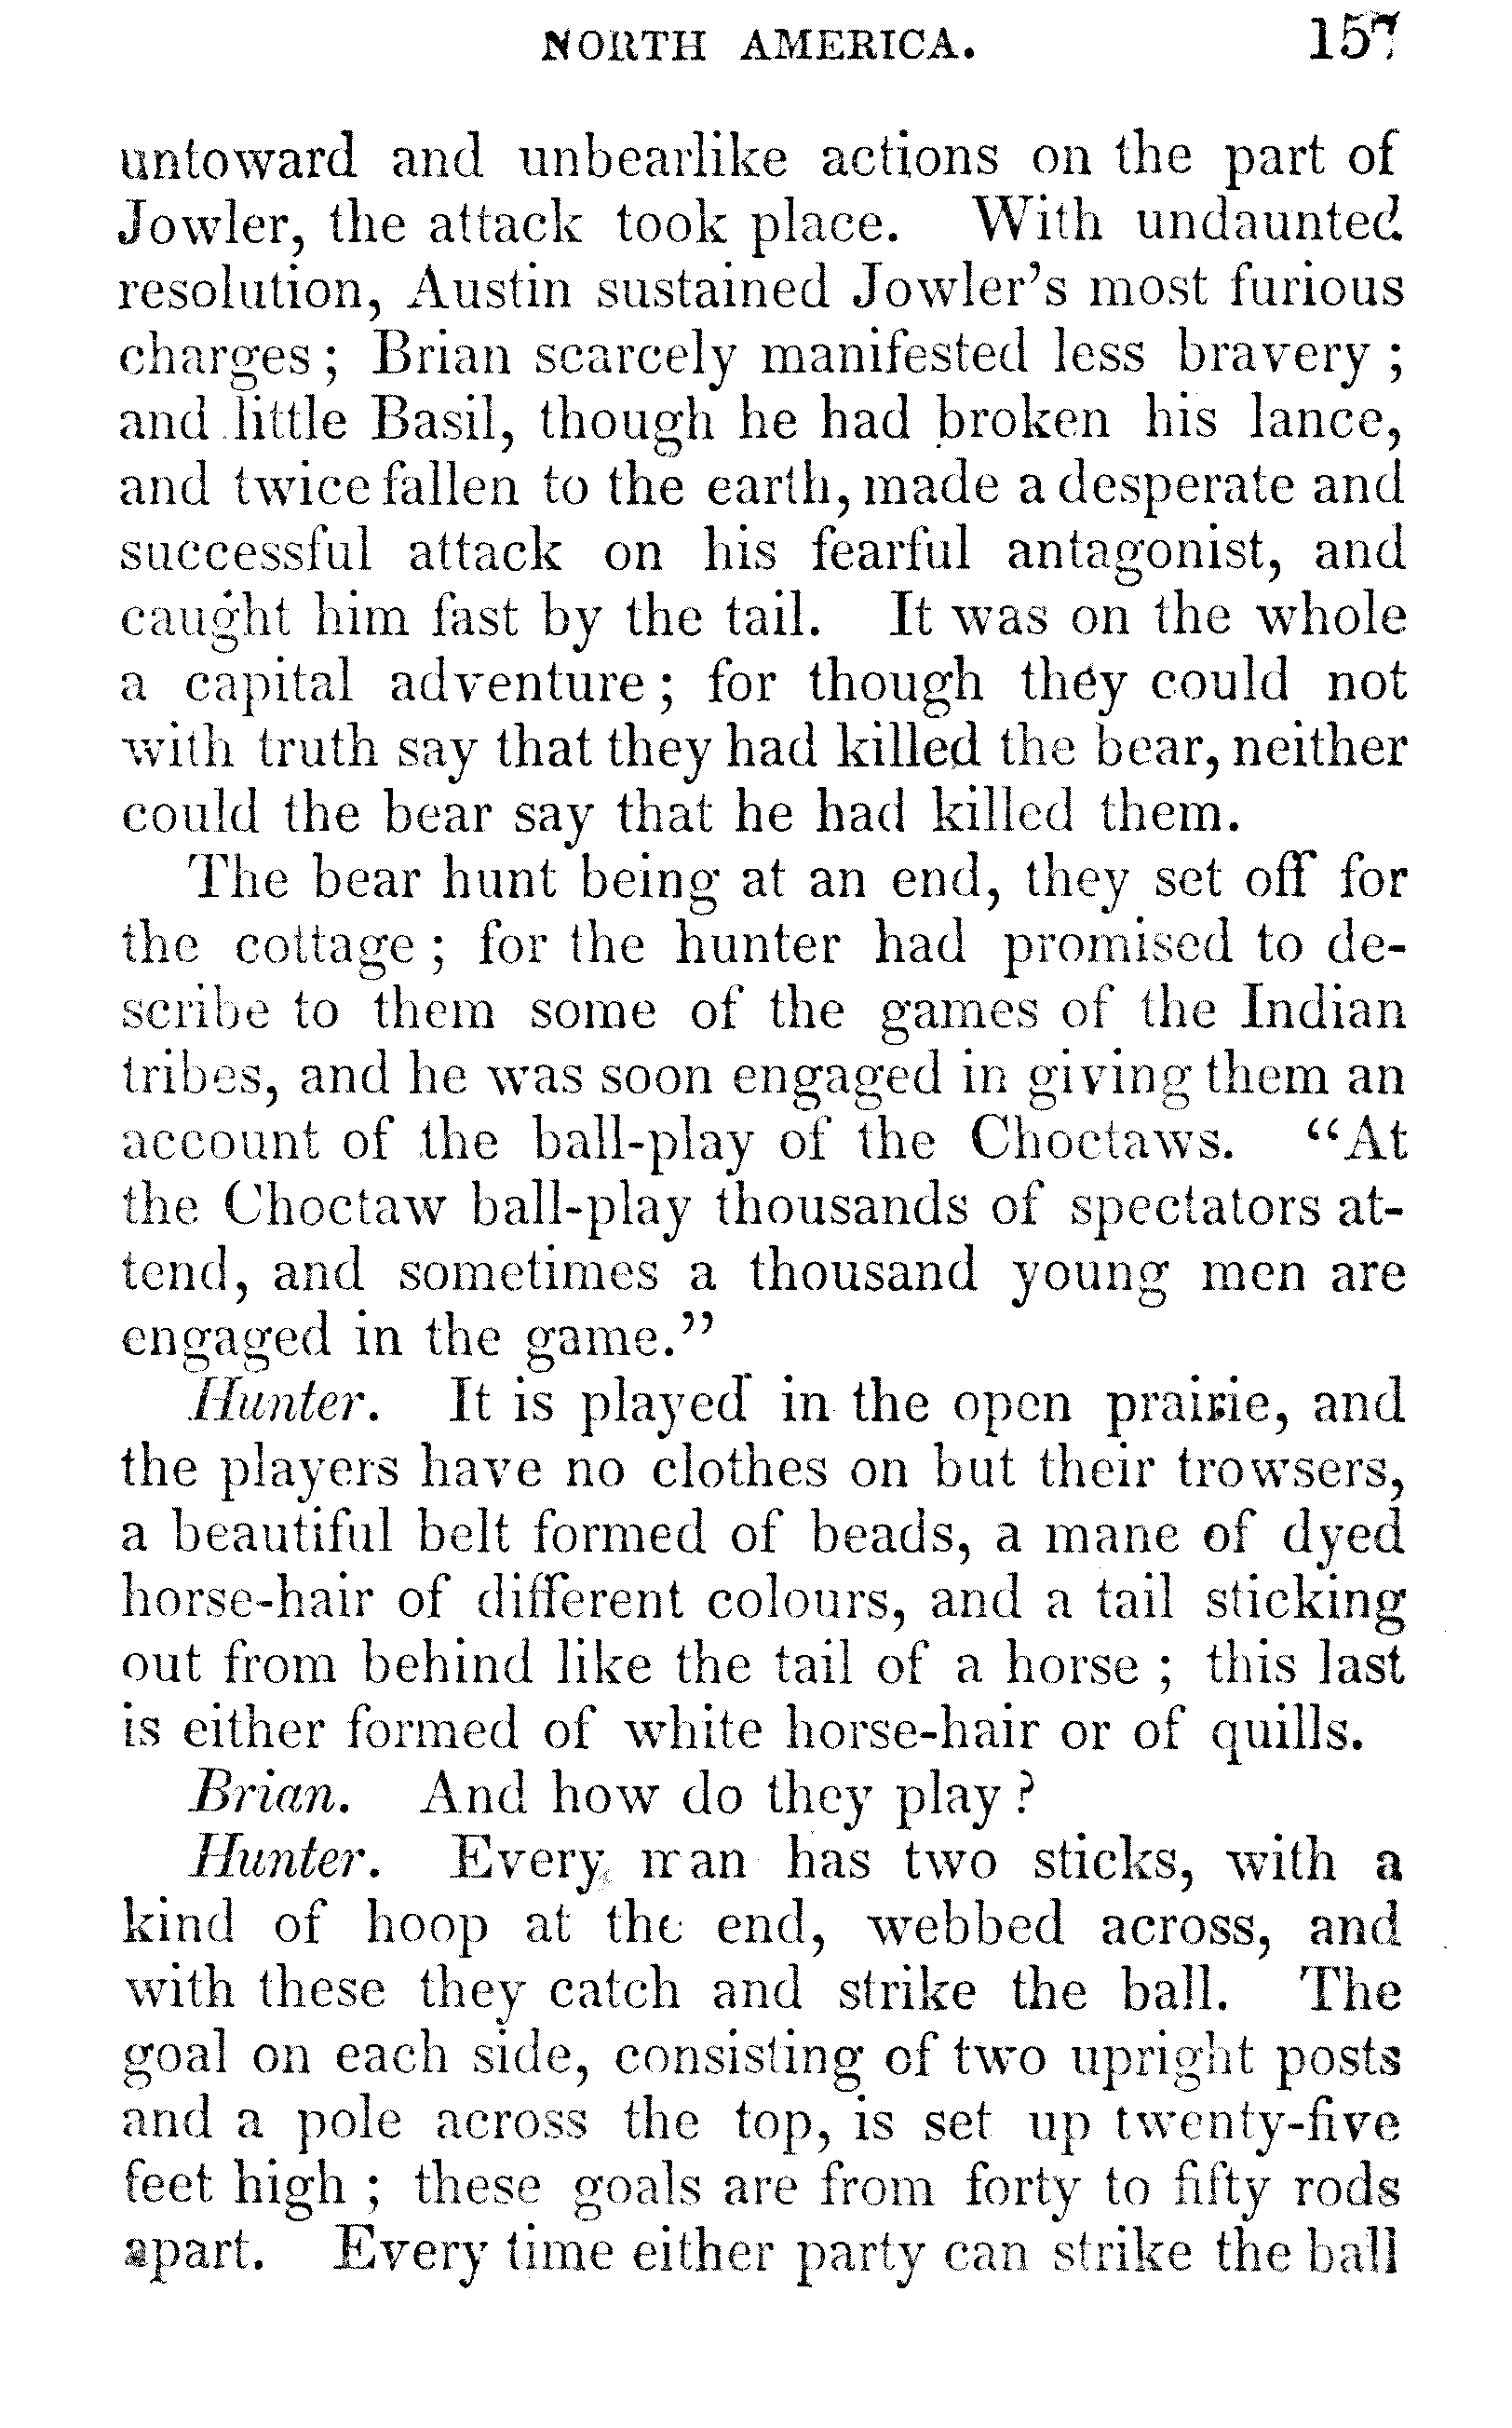 NORTH AMERICA. 157
untoward and unbearlike actions on the part of
Jowler, the attack took place. With undaunted
resolution, Austin sustained Jowler's most furious
charges; Brian scarcely manifested less bravery;
and little Basil, though he had broken his lance,
and twice fallen to the earth, made a desperate and
successful attack on his fearful antagonist, and
caught him fast by the tail. It was on the whole
a capital adventure; for though they could not
with truth say that they had killed the bear, neither
could the bear say that he had killed them.
The bear hunt being at an end, they set off for
the cottage; for the hunter had promised to de-
scribe to them some of the games of the Indian
tribes, and he was soon engaged in giving them an
account of the ball-play of the Choctaws. "At
the Choctaw ball-play thousands of spectators at-
tend, and sometimes a thousand young men are
engaged in the game."
Hunter. It is played in the open prairie, and
the players have no clothes on but their trowsers,
a beautiful belt formed of beads, a mane of dyed
horse-hair of different colours, and a tail sticking
out from behind like the tail of a horse; this last
is either formed of white horse-hair or of quills.
Brian. And how do they play?
Hunter. Every man has two sticks, with a
kind of hoop at the end, webbed across, and
with these they catch and strike the ball. The
goal on each side, consisting of two upright posts
and a pole across the top, is set up twenty-five
feet high; these goals are from forty to fifty rods
apart. Every time either party can strike the ball